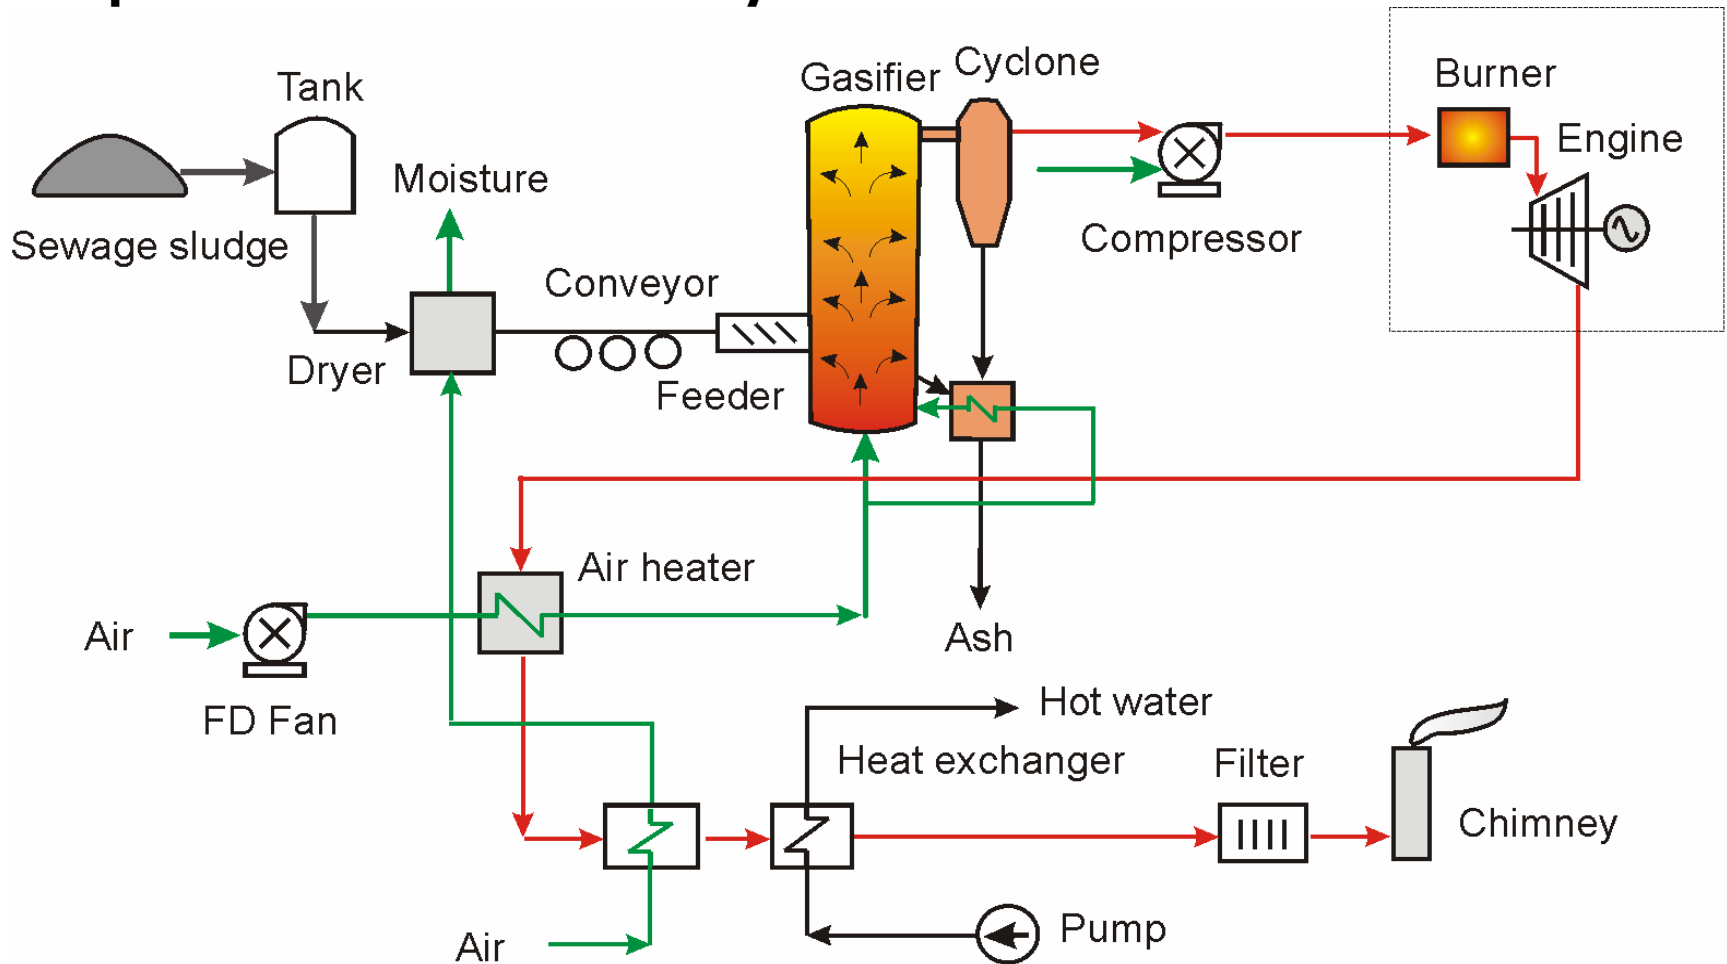 Tank
Gasifier
Cyclone
Burner
Engine
Moisture
Sewage sludge
Compressor
Conveyor
Dryer
Feeder
Air heater
Air
Ash
FD Fan
Hot water
Heat exchanger
Filter
Chimney
Air
Pump